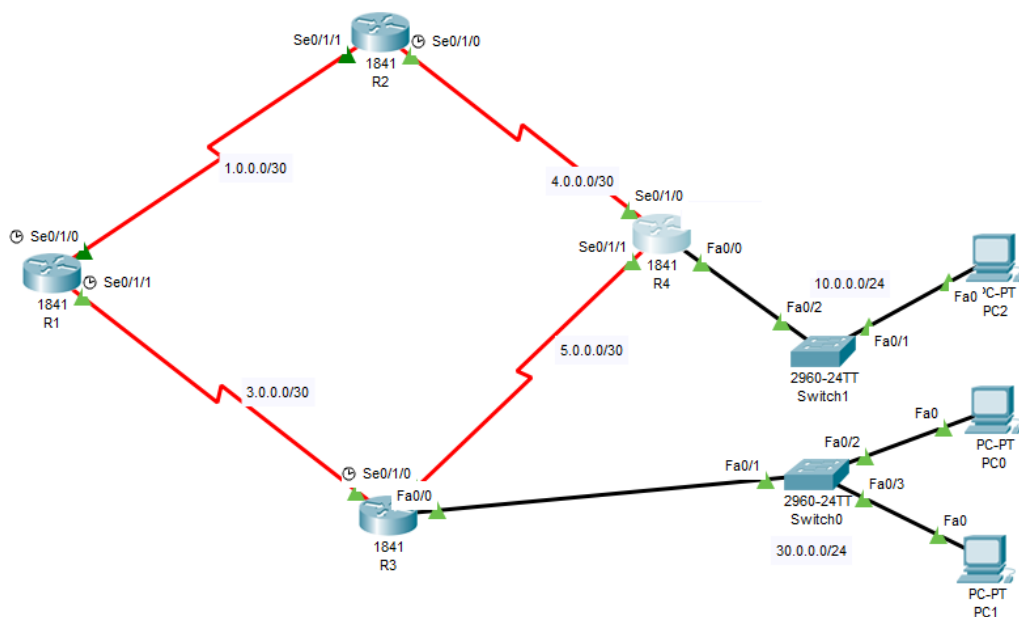 Se0/1/1
Se0/1/0
1841
R2
1.0.0.0/30
4.0.0.0/30
Se0/1/0
Se0/1/0
Se0/1/1
Fa0/0
1841
R4
Se0/1/1
1841
R1
10.0.0.0/24
Fa0
PC-PT
PC2
Fa0/2
Fa0/1
5.0.0.0/30
2960-24TT
Switch1
3.0.0.0/30
Fa0
PC-PT
PC0
Fa0/2
Se0/1/0
Fa0/0
Fa0/1
Fa0/3
2960-24TT
Switch0
Fa0
1841
R3
30.0.0.0/24
PC-PT
PC1